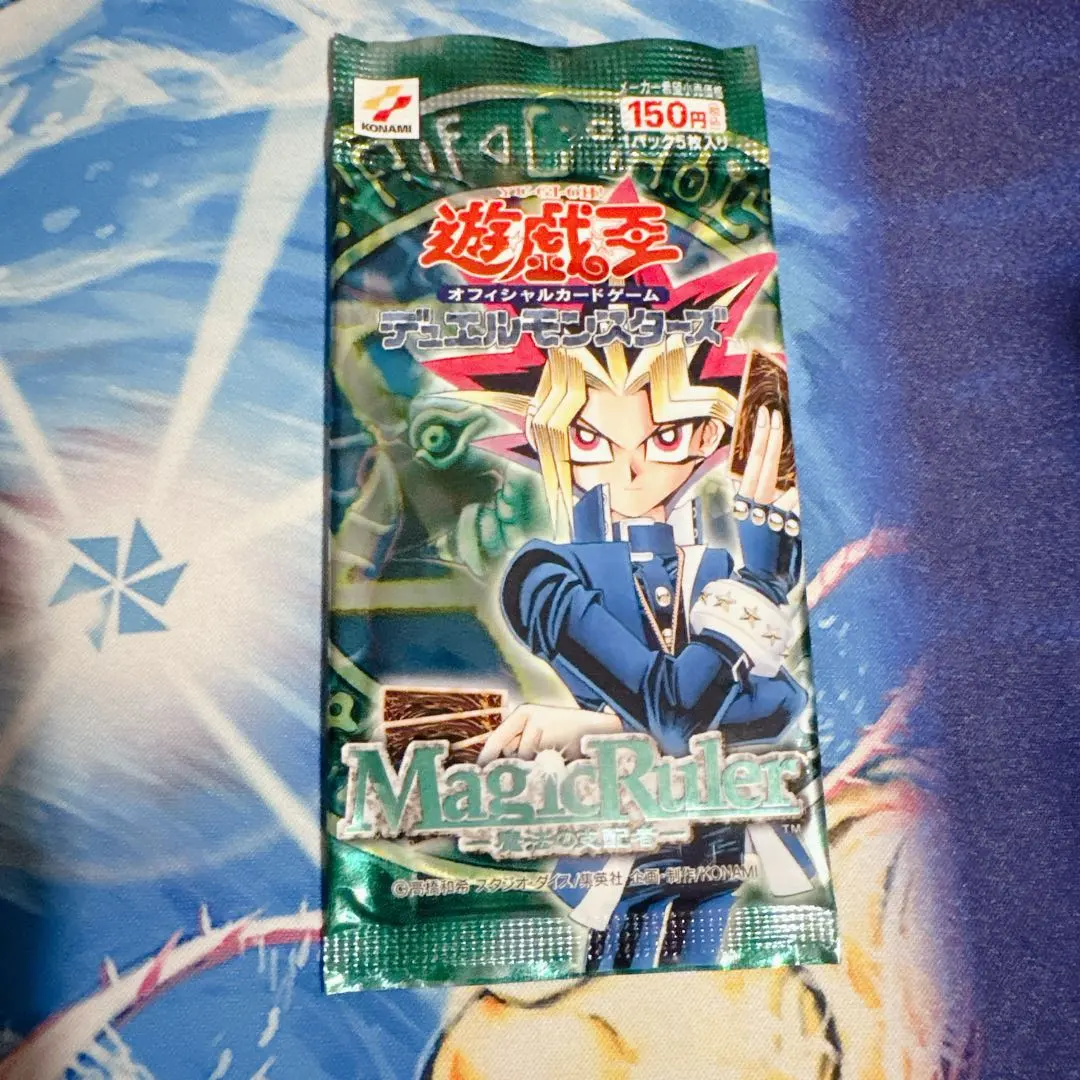 KONAMI
メーカー希望小売価格
150円税込
1パック5枚入り
YU-GI-OH!
遊戯王
オフィシャルカードゲーム
デュエルモンスターズ
MagicRuler
TM
―魔法の支配者―
©高橋和希 スタジオ・ダイス/集英社 企画・制作/KONAMI